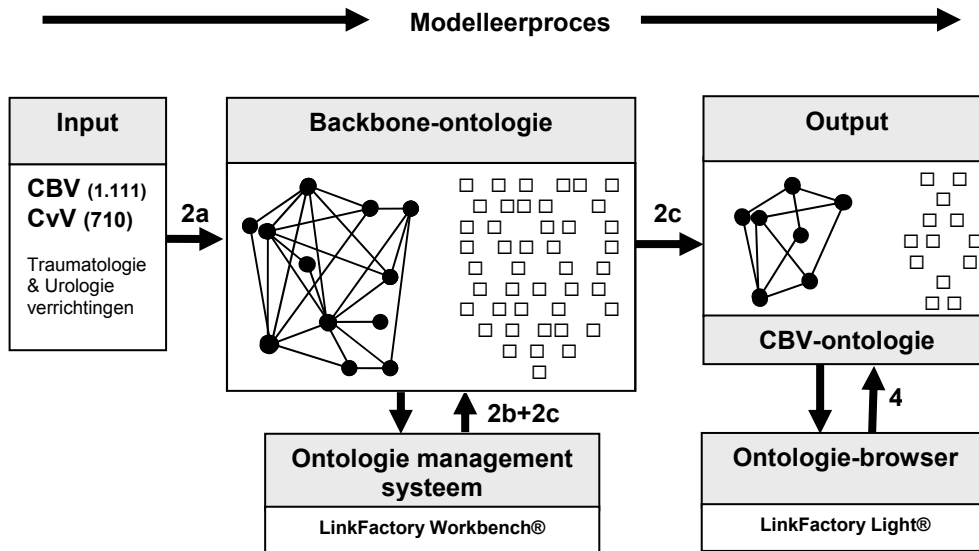 Modelleerproces
Input
Backbone-ontologie
Output
CBV (1.111)
CvV (710)
Traumatologie
& Urologie
verrichtingen
2a
2c
CBV-ontologie
2b+2c
4
Ontologie management
systeem
LinkFactory Workbench®
Ontologie-browser
LinkFactory Light®